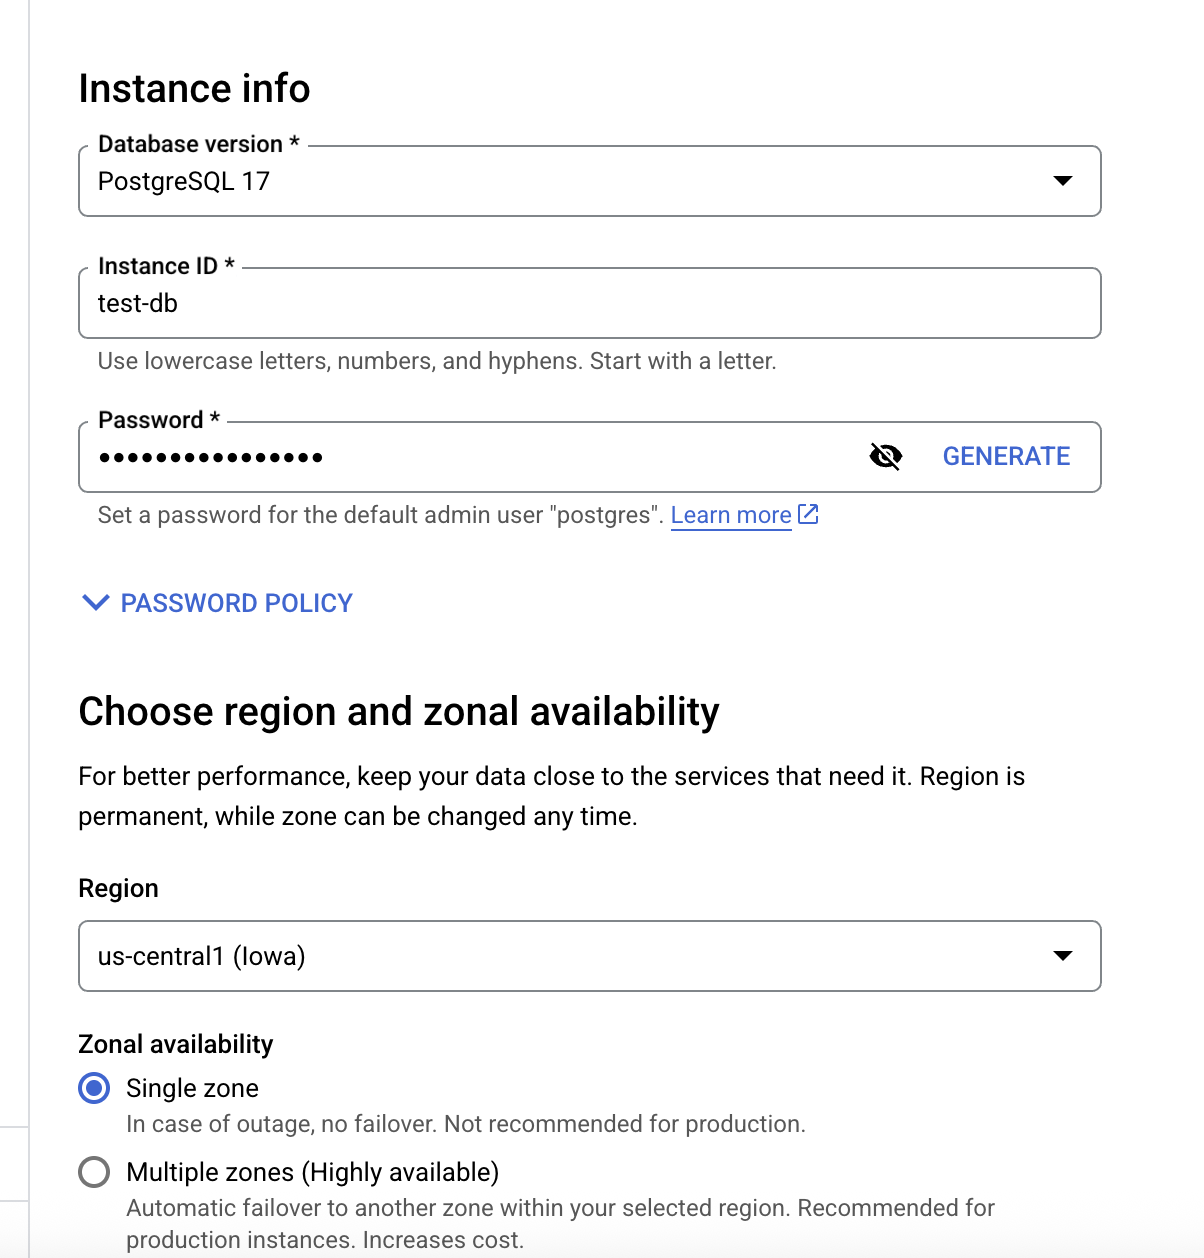 Instance info
Database version *
PostgreSQL 17
Instance ID *
test-db
Use lowercase letters, numbers, and hyphens. Start with a letter.
Password *
••••••••••••••••
GENERATE
Set a password for the default admin user "postgres". Learn more
PASSWORD POLICY
Choose region and zonal availability
For better performance, keep your data close to the services that need it. Region is
permanent, while zone can be changed any time.
Region
us-central1 (Iowa)
Zonal availability
Single zone
In case of outage, no failover. Not recommended for production.
Multiple zones (Highly available)
Automatic failover to another zone within your selected region. Recommended for
production instances. Increases cost.